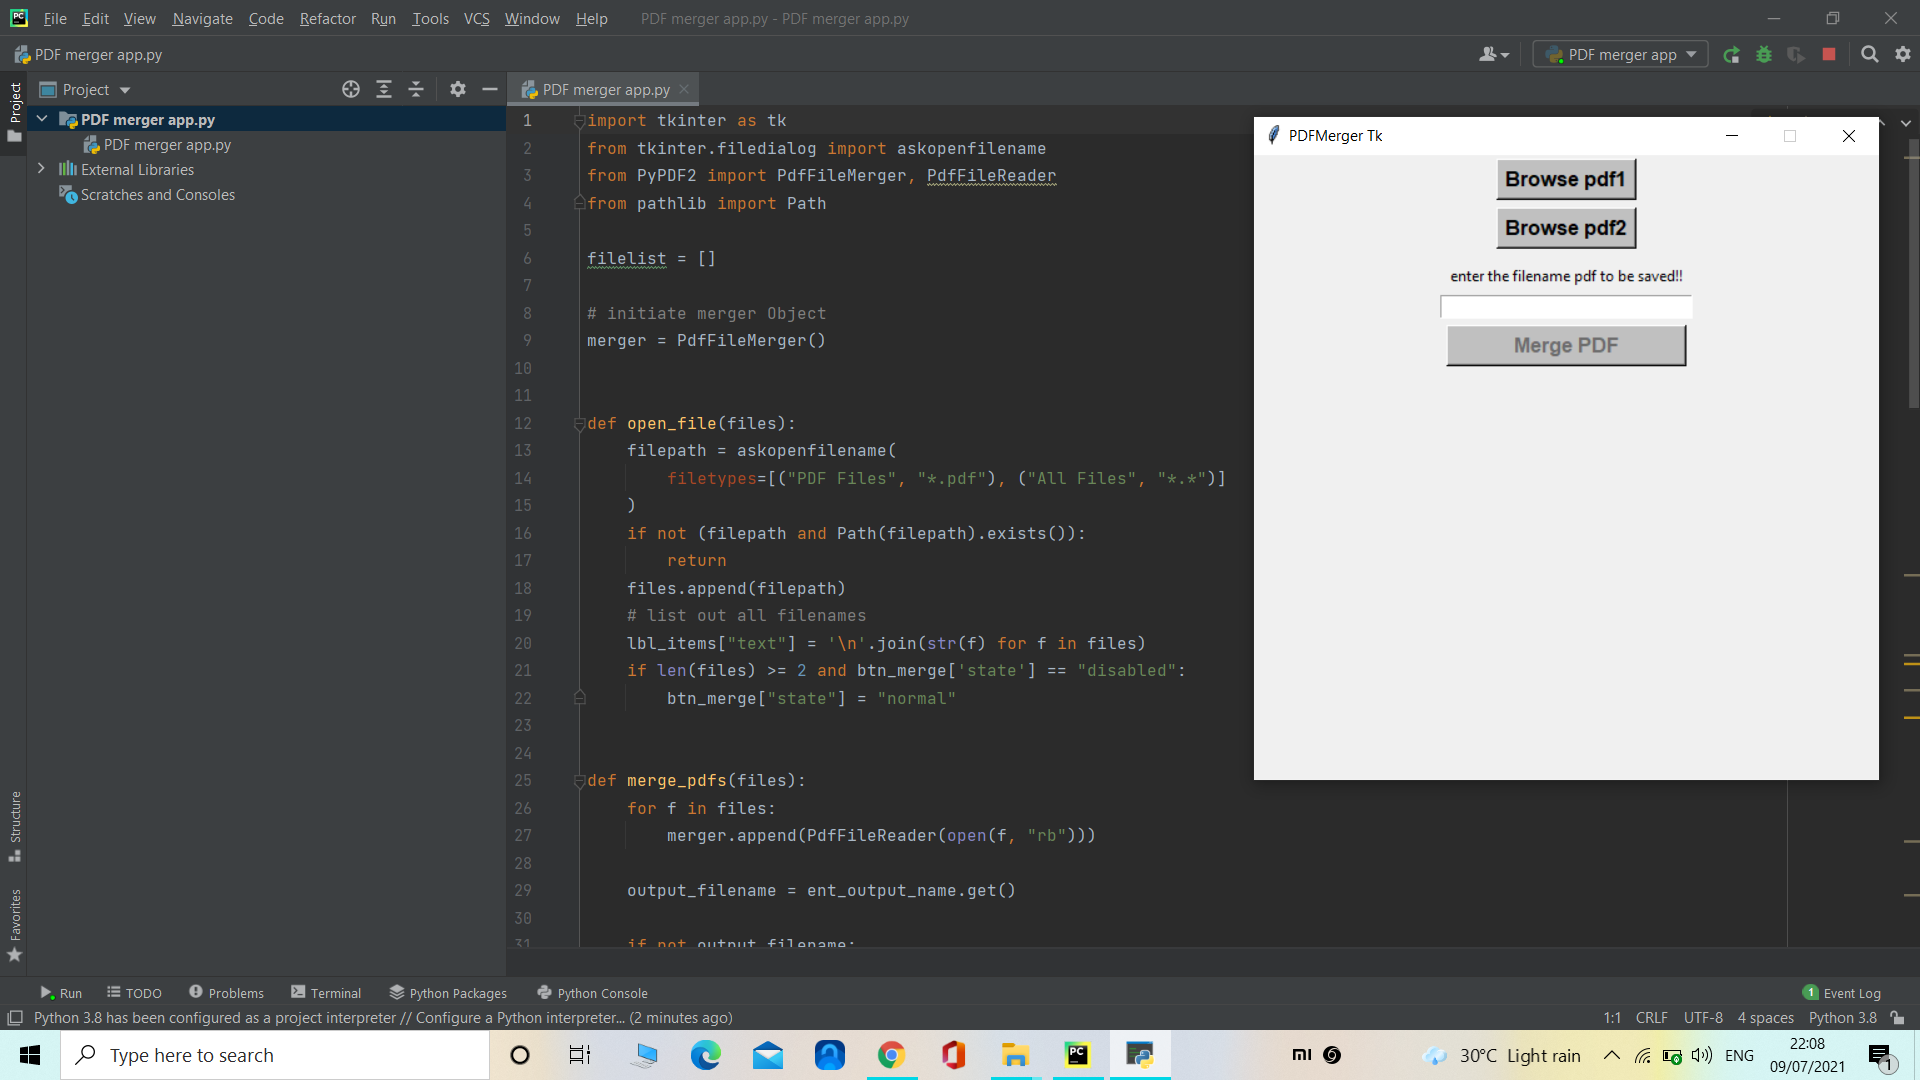 File Edit View Navigate Code Refactor Run Tools VCS Window Help PDF merger app.py - PDF merger app.py
PDF merger app.py
PDF merger app
Project
PDF merger app.py
1 import tkinter as tk
2 from tkinter.filedialog import askopenfilename
3 from PyPDF2 import PdfFileMerger, PdfFileReader
4 from pathlib import Path
5
6 filelist = []
7
8 # initiate merger Object
9 merger = PdfFileMerger()
10
11
12 def open_file(files):
13     filepath = askopenfilename(
14         filetypes=[("PDF Files", "*.pdf"), ("All Files", "*.*")]
15     )
16     if not (filepath and Path(filepath).exists()):
17         return
18     files.append(filepath)
19     # list out all filenames
20     lbl_items["text"] = '\n'.join(str(f) for f in files)
21     if len(files) >= 2 and btn_merge['state'] == "disabled":
22         btn_merge["state"] = "normal"
23
24
25 def merge_pdfs(files):
26     for f in files:
27         merger.append(PdfFileReader(open(f, "rb")))
28
29     output_filename = ent_output_name.get()
30
31     if not output_filename:
Project
PDF merger app.py
PDF merger app.py
External Libraries
Scratches and Consoles
Structure
Favorites
PDFMerger Tk
Browse pdf1
Browse pdf2
enter the filename pdf to be saved!!
Merge PDF
Run TODO Problems Terminal Python Packages Python Console 1 Event Log
Python 3.8 has been configured as a project interpreter // Configure a Python interpreter... (2 minutes ago) 1:1 CRLF UTF-8 4 spaces Python 3.8
Type here to search
30°C Light rain
ENG
22:08
09/07/2021
1